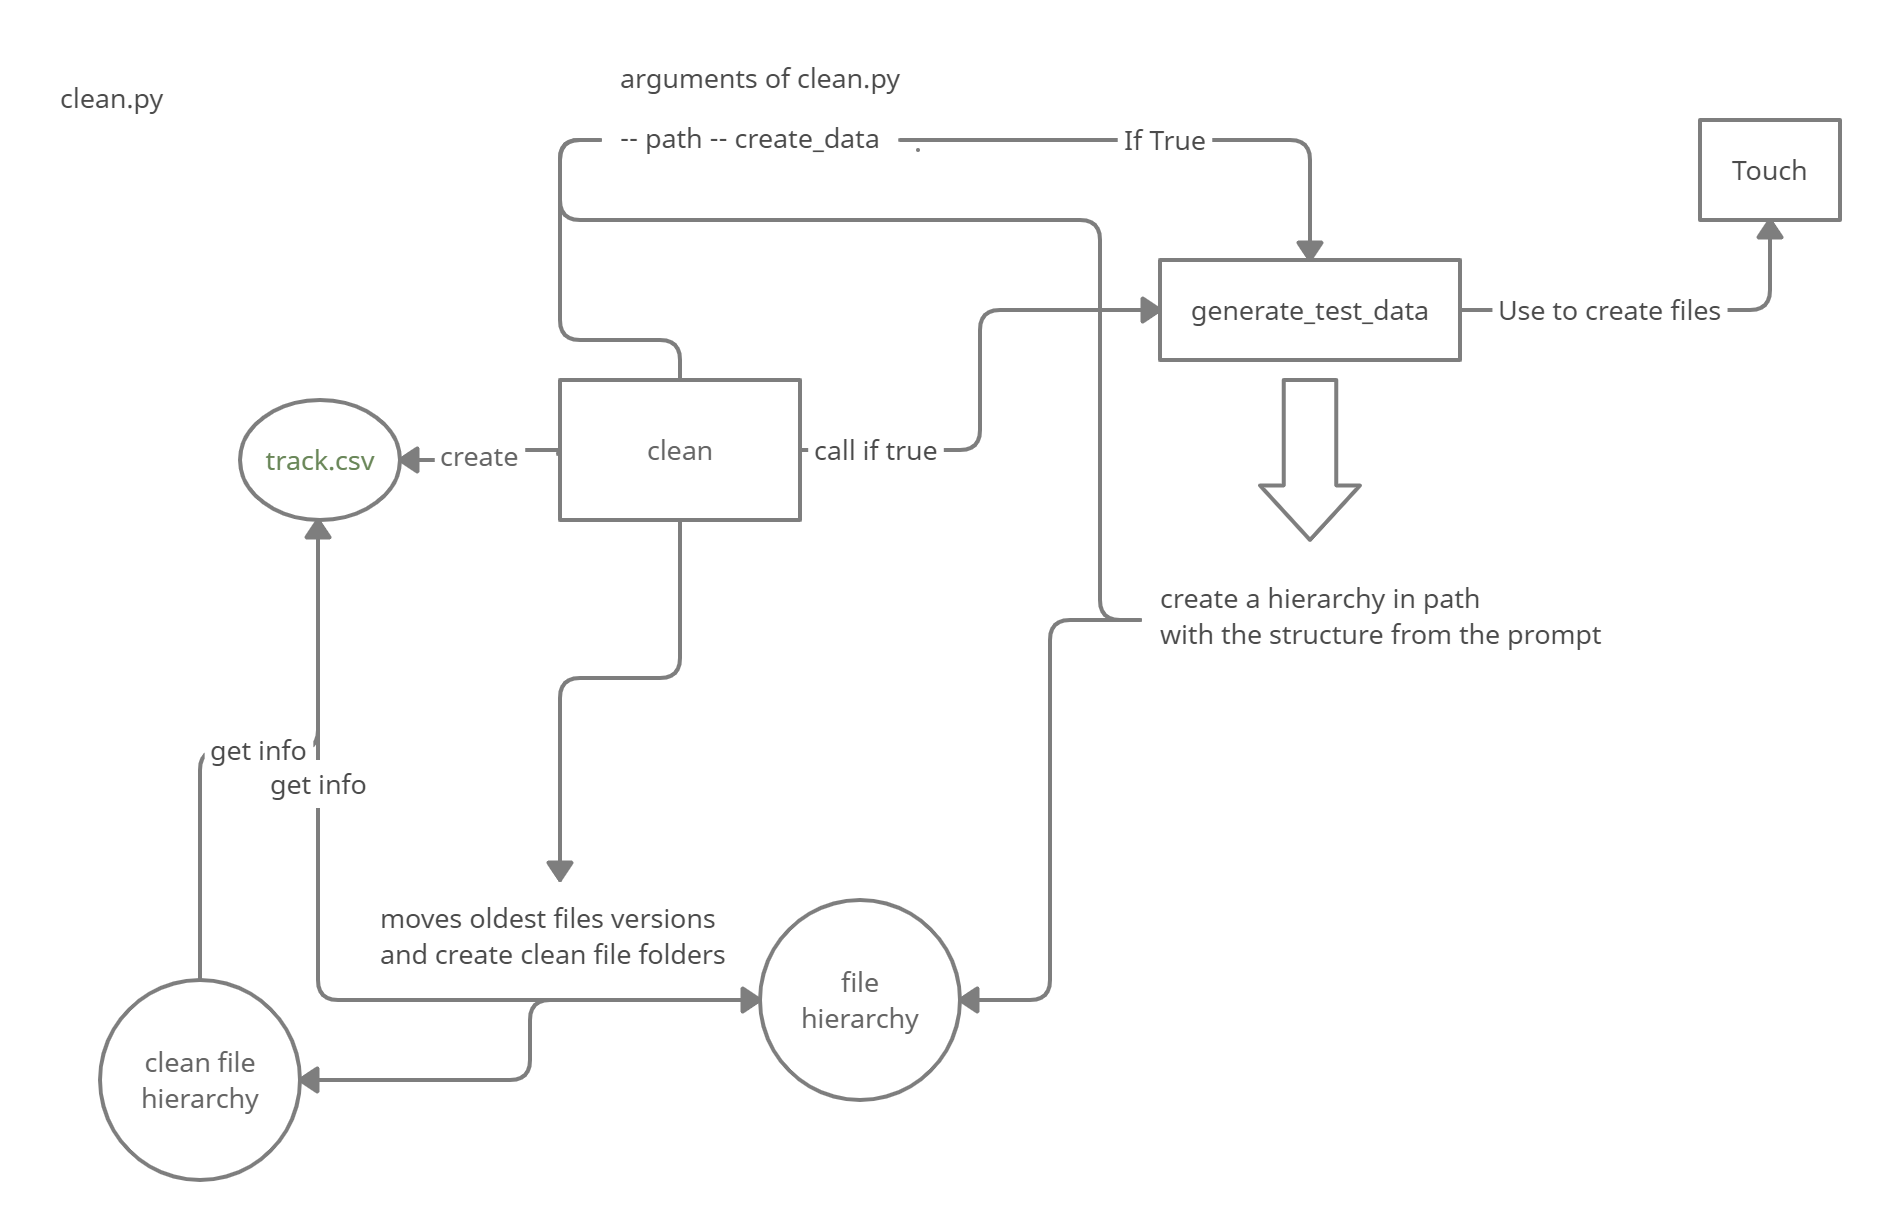 clean.py
arguments of clean.py
-- path -- create_data
If True
Touch
generate_test_data
Use to create files
clean
call if true
create
track.csv
create a hierarchy in path
with the structure from the prompt
get info
get info
moves oldest files versions
and create clean file folders
file
hierarchy
clean file
hierarchy